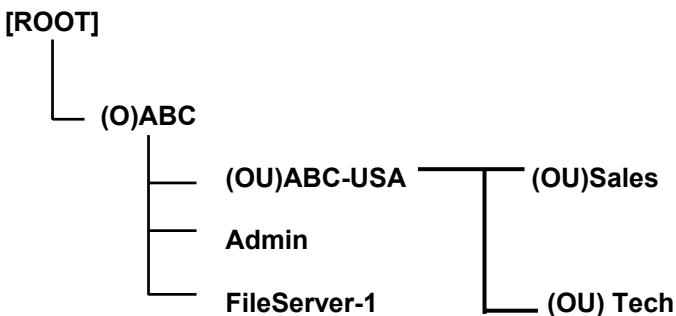 [ROOT]
(O)ABC
(OU)ABC-USA (OU)Sales
Admin
FileServer-1 (OU) Tech